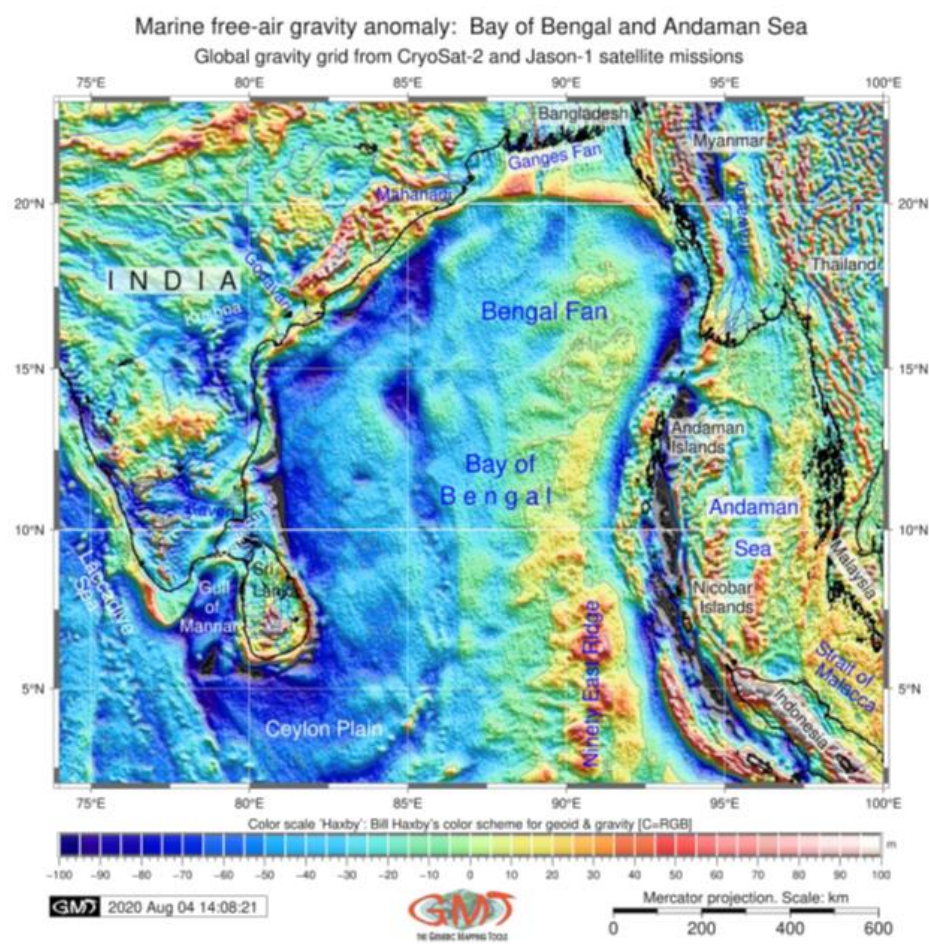 Marine free-air gravity anomaly: Bay of Bengal and Andaman Sea
Global gravity grid from CryoSat-2 and Jason-1 satellite missions
75°E 80°E 85°E 90°E 95°E 100°E
Bangladesh
Myanmar
Ganges Fan
Mahanadi
20°N 20°N
Thailand
INDIA
Godavari
Krishna
Bengal Fan
15°N 15°N
Andaman
Islands
Bay of
Bengal
Andaman
Sea
10°N 10°N
Laccadive
Sea
Sri
Lanka
Gulf
of
Mannar
Malaysia
Nicobar
Islands
Ninety East Ridge
Strait of
Malacca
5°N 5°N
Indonesia
Ceylon Plain
75°E 80°E 85°E 90°E 95°E 100°E
Color scale 'Haxby': Bill Haxby's color scheme for geoid & gravity [C=RGB]
m
-100 -90 -80 -70 -60 -50 -40 -30 -20 -10 0 10 20 30 40 50 60 70 80 90 100
GMT 2020 Aug 04 14:08:21
GMT
THE GENERIC MAPPING TOOLS
Mercator projection. Scale: km
0 200 400 600